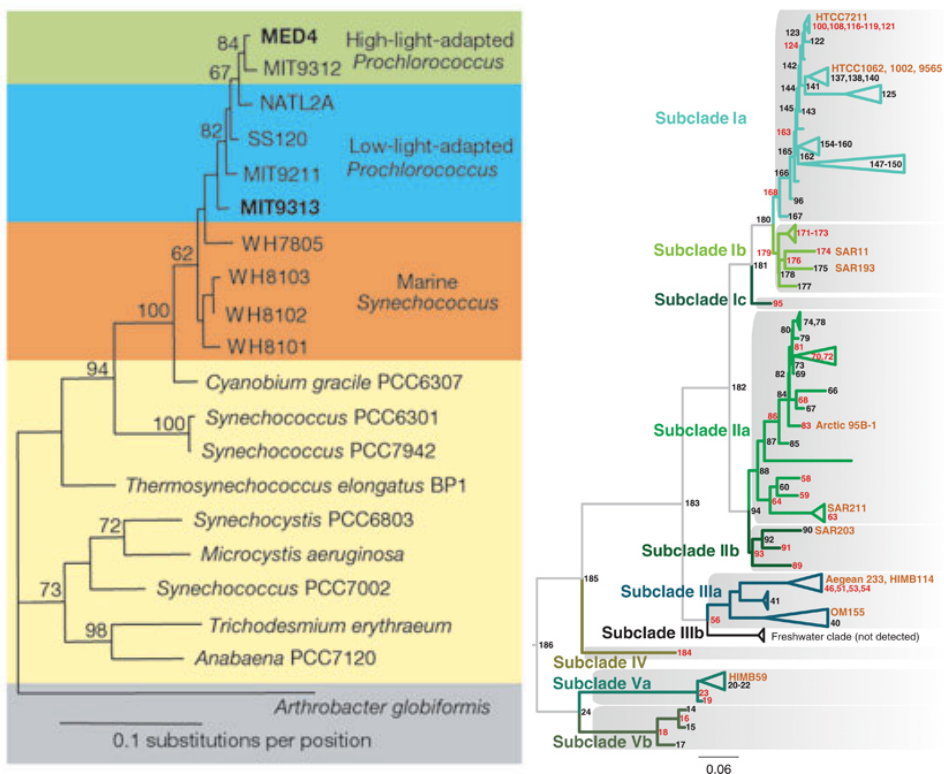 84
MED4
High-light-adapted
Prochlorococcus
MIT9312
67
NATL2A
82
SS120
Low-light-adapted
Prochlorococcus
MIT9211
MIT9313
WH7805
62
WH8103
Marine
Synechococcus
WH8102
100
WH8101
94
Cyanobium gracile PCC6307
Synechococcus PCC6301
100
Synechococcus PCC7942
Thermosynechococcus elongatus BP1
Synechocystis PCC6803
72
Microcystis aeruginosa
73
Synechococcus PCC7002
Trichodesmium erythraeum
98
Anabaena PCC7120
Arthrobacter globiformis
0.1 substitutions per position
HTCC7211
100,108,116-119,121
123
122
124
142
HTCC1062, 1002, 9565
137,138,140
144
141
125
145
143
Subclade Ia
163
154-160
165
162
147-150
166
168
96
167
180
171-173
Subclade Ib
179
174 SAR11
176
181
175 SAR193
178
177
Subclade Ic
95
74,78
80
79
81
70,72
73
82
69
182
84
66
68
67
86
83 Arctic 95B-1
Subclade IIa
87
85
88
58
60
59
64
183
94
SAR211
63
90 SAR203
92
Subclade IIb
91
93
89
185
Aegean 233, HIMB114
46,51,53,54
Subclade IIIa
41
OM155
56
40
Subclade IIIb
Freshwater clade (not detected)
186
184
Subclade IV
HIMB59
Subclade Va
20-22
23
19
24
14
16
15
18
Subclade Vb
17
0.06